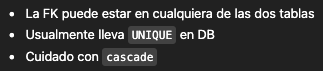 • La FK puede estar en cualquiera de las dos tablas
• Usualmente lleva UNIQUE en DB
• Cuidado con cascade